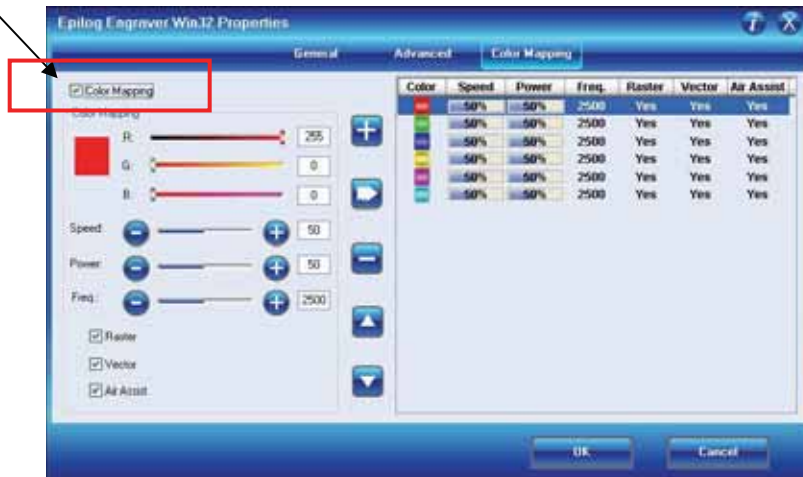 Epilog Engraver Win32 Properties
General Advanced Color Mapping
Color Mapping
Color Mapping
R: 255
G: 0
B: 0
Speed: 50
Power: 50
Freq.: 2500
Raster
Vector
Air Assist
Color Speed Power Freq. Raster Vector Air Assist
50% 50% 2500 Yes Yes Yes
50% 50% 2500 Yes Yes Yes
50% 50% 2500 Yes Yes Yes
50% 50% 2500 Yes Yes Yes
50% 50% 2500 Yes Yes Yes
50% 50% 2500 Yes Yes Yes
OK Cancel